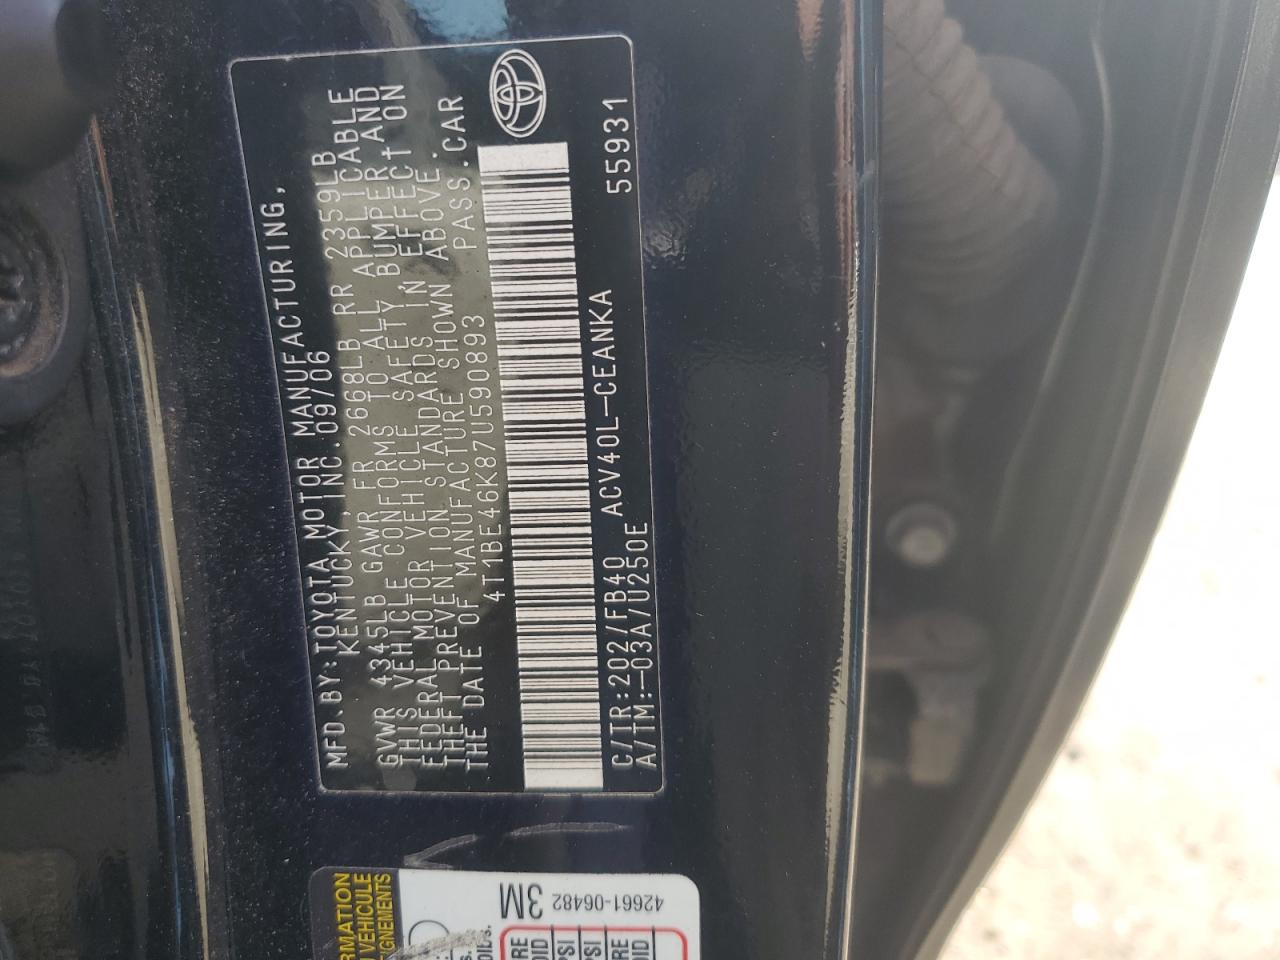 MFD.BY:TOYOTA MOTOR MANUFACTURING,
KENTUCKY, INC. 09/06
GVWR 4345LB GAWR FR 2668LB RR 2359LB
THIS VEHICLE CONFORMS TO ALL APPLICABLE
FEDERAL MOTOR VEHICLE SAFETY, BUMPER, AND
THEFT PREVENTION STANDARDS IN EFFECT ON
THE DATE OF MANUFACTURE SHOWN ABOVE.
4T1BE46K87U590893 PASS.CAR
C/TR:202/FB40 ACV40L-CEANKA 55931
A/TM:-03A/U250E
3M
42661-06482